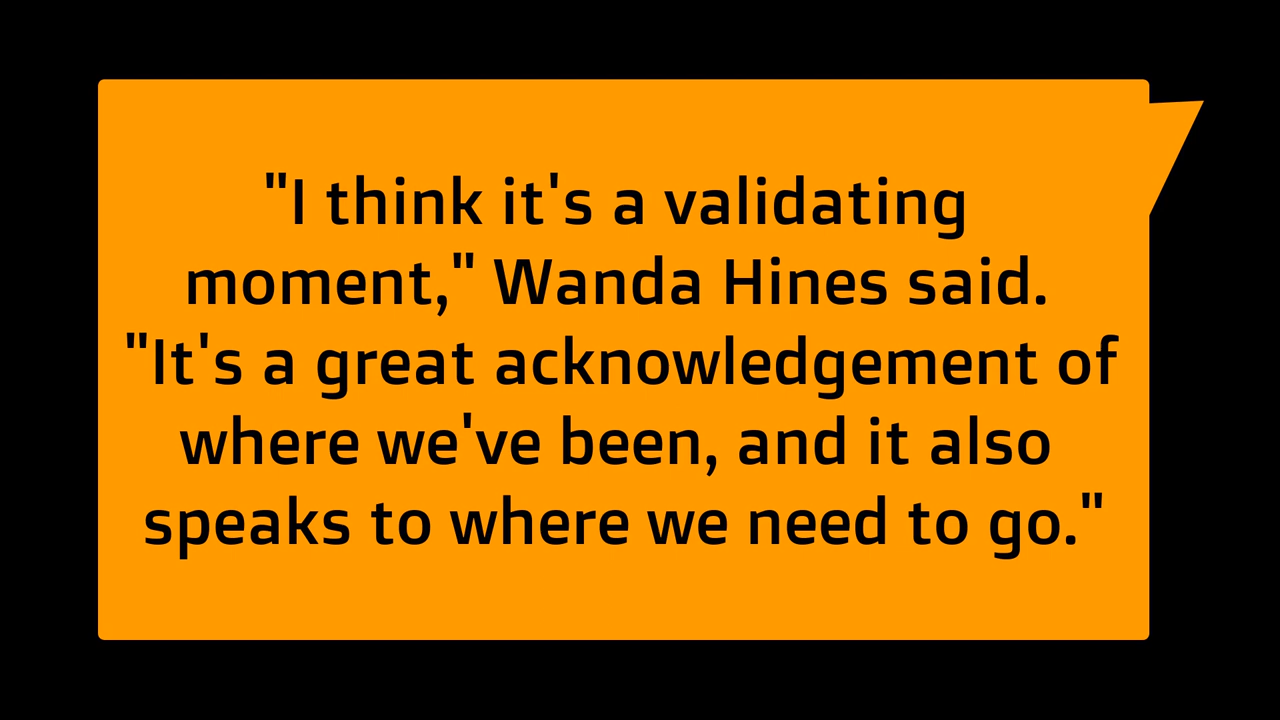 "I think it's a validating
moment," Wanda Hines said.
"It's a great acknowledgement of
where we've been, and it also
speaks to where we need to go."